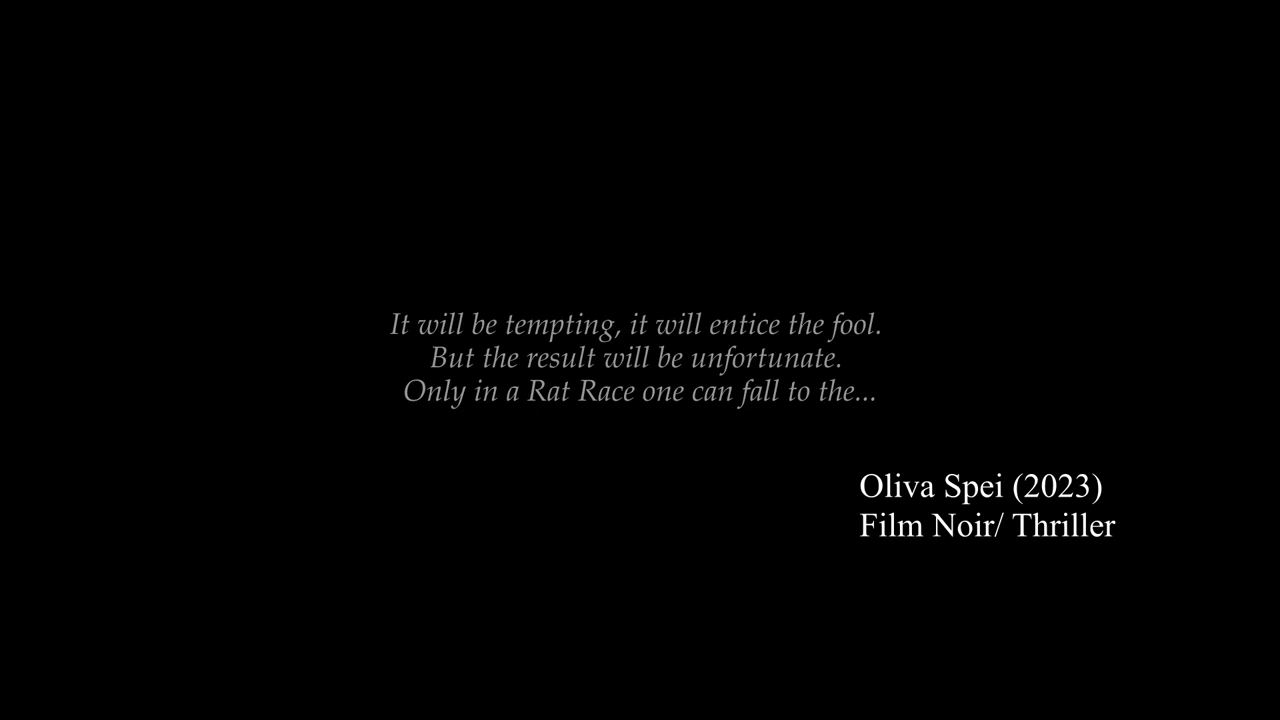 It will be tempting, it will entice the fool.
But the result will be unfortunate.
Only in a Rat Race one can fall to the...
Oliva Spei (2023)
Film Noir/ Thriller